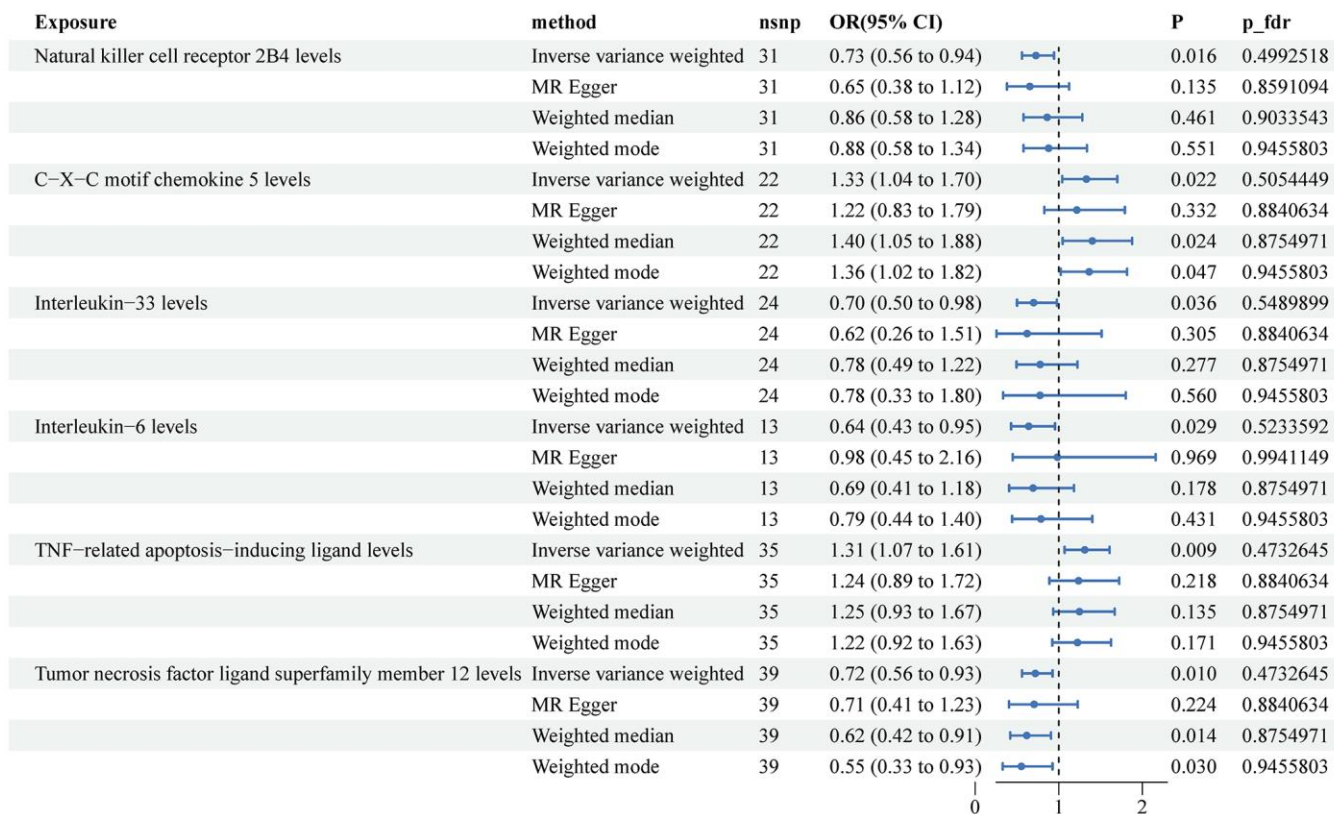 Exposure method nsnp OR(95% CI) P p_fdr
Natural killer cell receptor 2B4 levels Inverse variance weighted 31 0.73 (0.56 to 0.94) 0.016 0.4992518
MR Egger 31 0.65 (0.38 to 1.12) 0.135 0.8591094
Weighted median 31 0.86 (0.58 to 1.28) 0.461 0.9033543
Weighted mode 31 0.88 (0.58 to 1.34) 0.551 0.9455803
C−X−C motif chemokine 5 levels Inverse variance weighted 22 1.33 (1.04 to 1.70) 0.022 0.5054449
MR Egger 22 1.22 (0.83 to 1.79) 0.332 0.8840634
Weighted median 22 1.40 (1.05 to 1.88) 0.024 0.8754971
Weighted mode 22 1.36 (1.02 to 1.82) 0.047 0.9455803
Interleukin−33 levels Inverse variance weighted 24 0.70 (0.50 to 0.98) 0.036 0.5489899
MR Egger 24 0.62 (0.26 to 1.51) 0.305 0.8840634
Weighted median 24 0.78 (0.49 to 1.22) 0.277 0.8754971
Weighted mode 24 0.78 (0.33 to 1.80) 0.560 0.9455803
Interleukin−6 levels Inverse variance weighted 13 0.64 (0.43 to 0.95) 0.029 0.5233592
MR Egger 13 0.98 (0.45 to 2.16) 0.969 0.9941149
Weighted median 13 0.69 (0.41 to 1.18) 0.178 0.8754971
Weighted mode 13 0.79 (0.44 to 1.40) 0.431 0.9455803
TNF−related apoptosis−inducing ligand levels Inverse variance weighted 35 1.31 (1.07 to 1.61) 0.009 0.4732645
MR Egger 35 1.24 (0.89 to 1.72) 0.218 0.8840634
Weighted median 35 1.25 (0.93 to 1.67) 0.135 0.8754971
Weighted mode 35 1.22 (0.92 to 1.63) 0.171 0.9455803
Tumor necrosis factor ligand superfamily member 12 levels Inverse variance weighted 39 0.72 (0.56 to 0.93) 0.010 0.4732645
MR Egger 39 0.71 (0.41 to 1.23) 0.224 0.8840634
Weighted median 39 0.62 (0.42 to 0.91) 0.014 0.8754971
Weighted mode 39 0.55 (0.33 to 0.93) 0.030 0.9455803
0 1 2